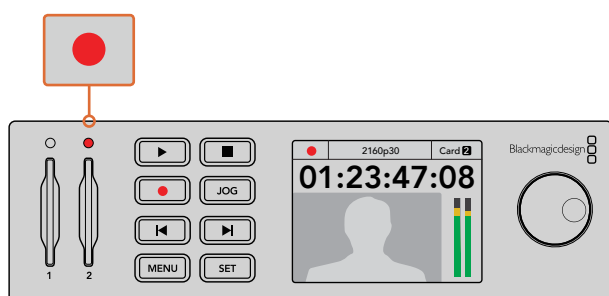 2160p30
Card 2
01:23:47:08
Blackmagicdesign
JOG
MENU
SET
1
2